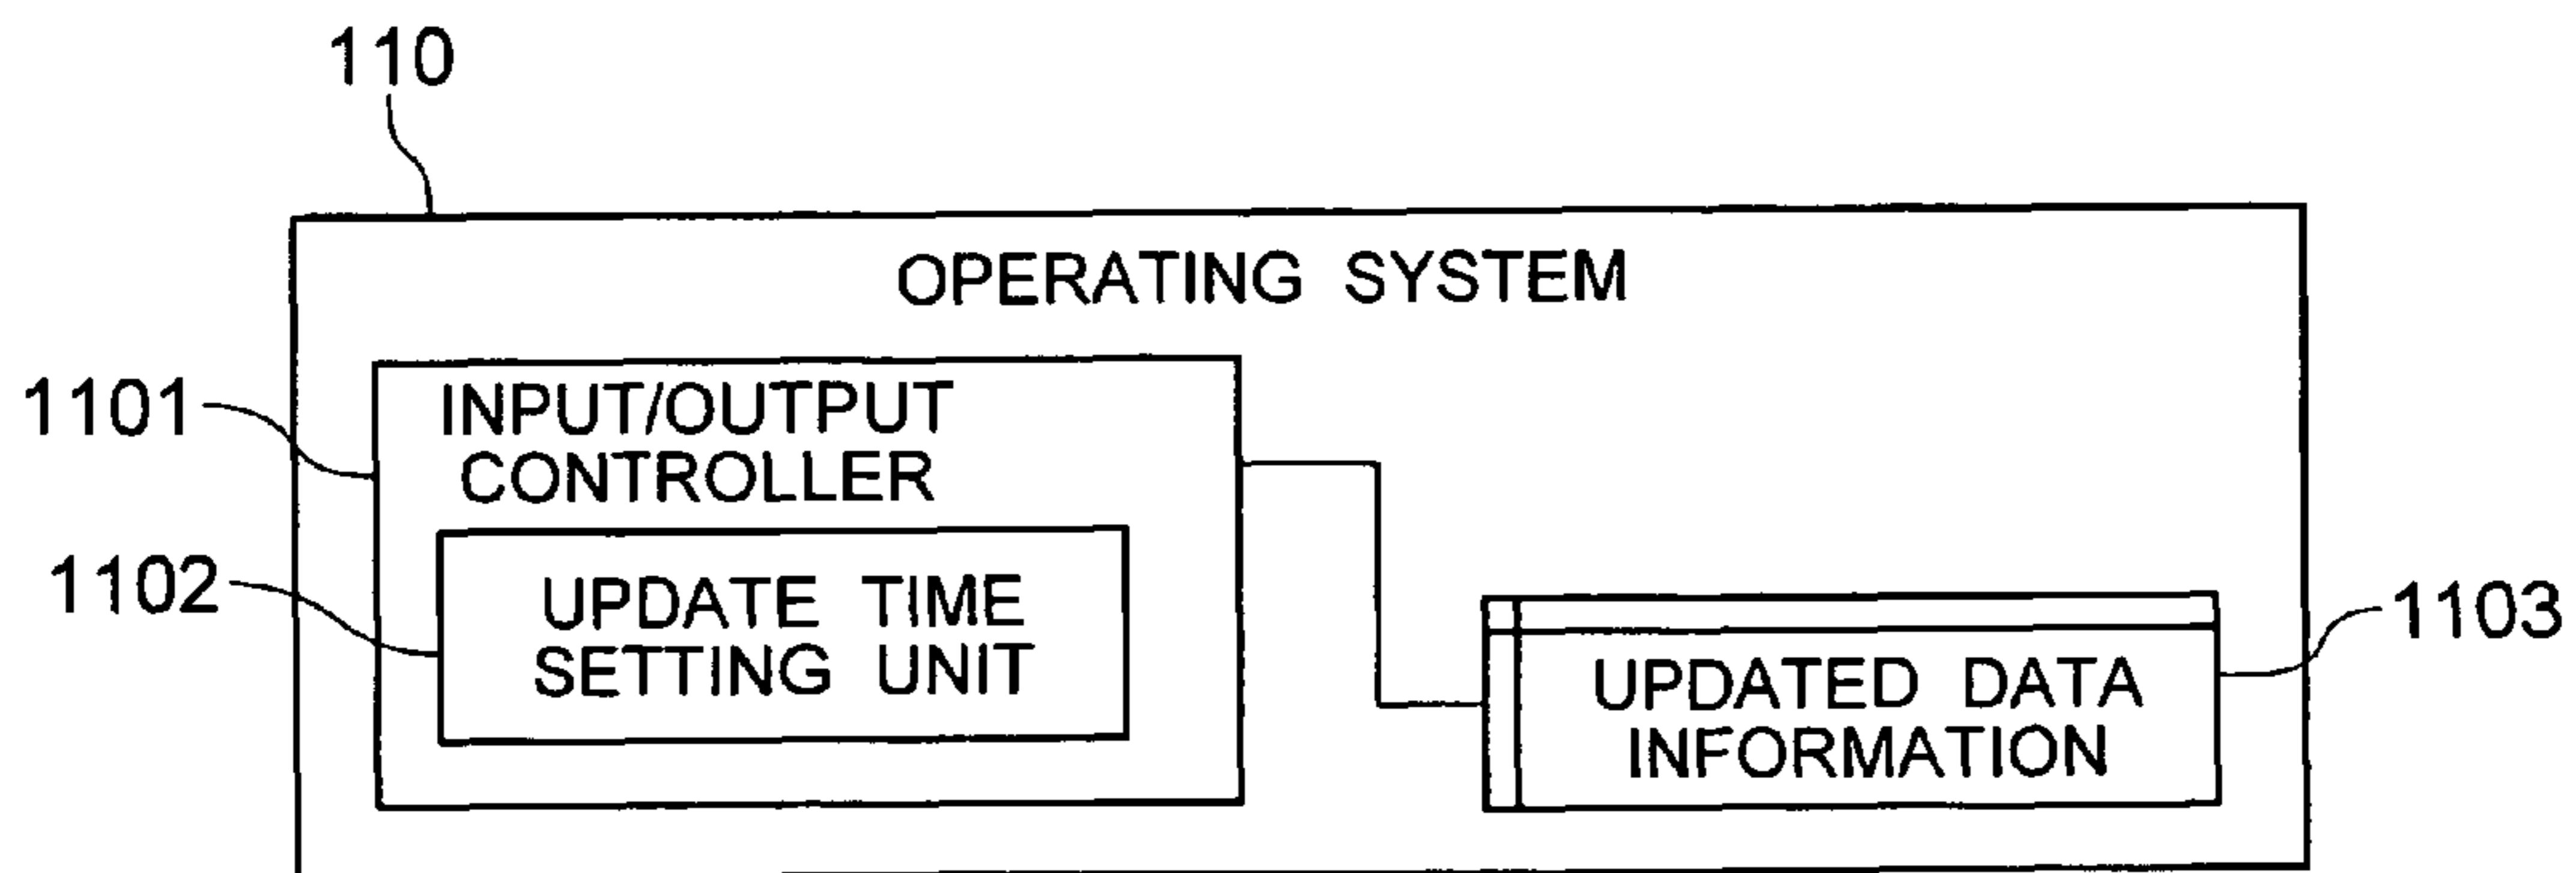 110
OPERATING SYSTEM
1101
INPUT/OUTPUT
CONTROLLER
1102
UPDATE TIME
SETTING UNIT
1103
UPDATED DATA
INFORMATION